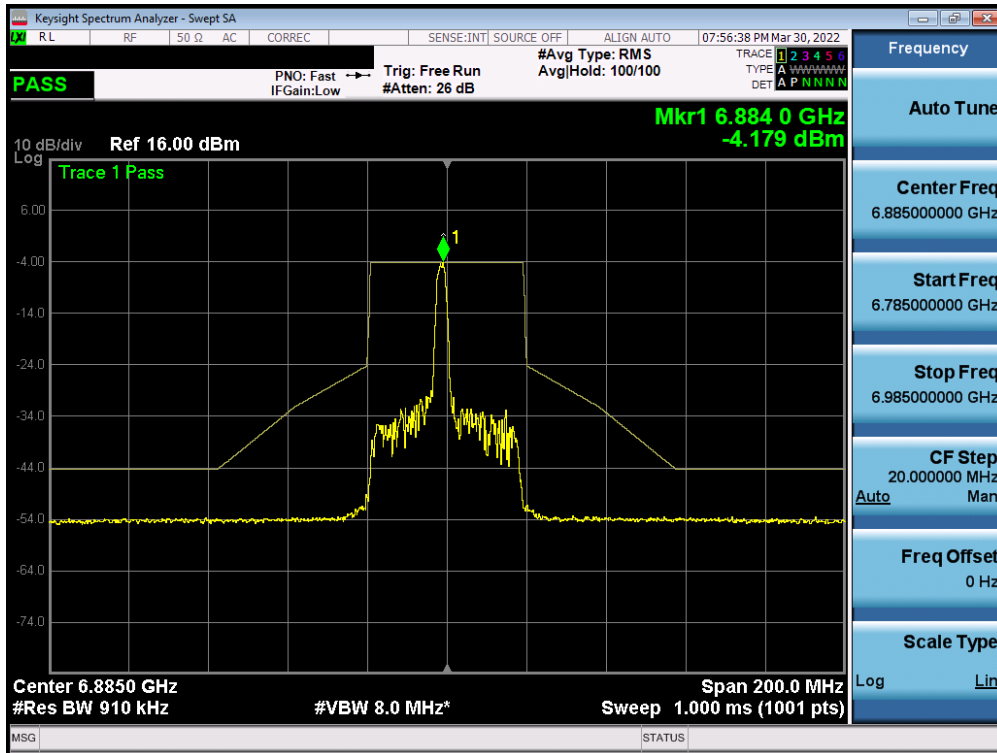 Keysight Spectrum Analyzer - Swept SA
LXI RL RF 50 Ω AC CORREC SENSE:INT SOURCE OFF ALIGN AUTO 07:56:38 PM Mar 30, 2022
PASS
PNO: Fast
IFGain:Low
Trig: Free Run
#Atten: 26 dB
#Avg Type: RMS
Avg|Hold: 100/100
TRACE 1 2 3 4 5 6
TYPE A WWWWW
DET A P N N N N
Mkr1 6.884 0 GHz
-4.179 dBm
10 dB/div Ref 16.00 dBm
Log
Trace 1 Pass
6.00
1
-4.00
-14.0
-24.0
-34.0
-44.0
-54.0
-64.0
-74.0
Center 6.8850 GHz Span 200.0 MHz
#Res BW 910 kHz #VBW 8.0 MHz* Sweep 1.000 ms (1001 pts)
MSG STATUS
Frequency
Auto Tune
Center Freq
6.885000000 GHz
Start Freq
6.785000000 GHz
Stop Freq
6.985000000 GHz
CF Step
20.000000 MHz
Auto Man
Freq Offset
0 Hz
Scale Type
Log Lin